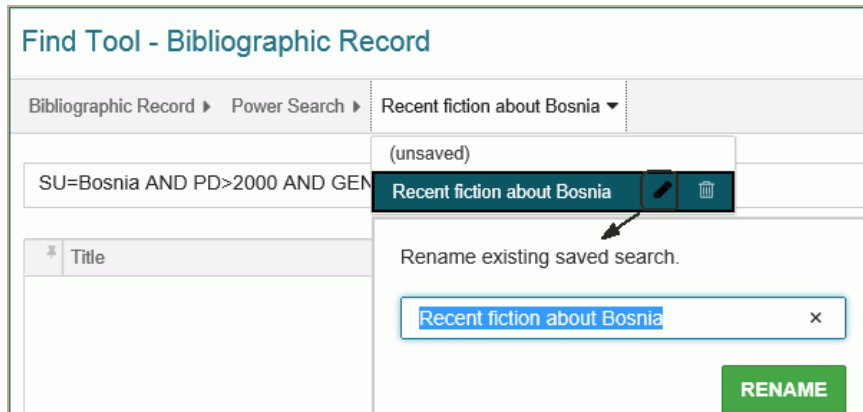 Find Tool - Bibliographic Record
Bibliographic Record Power Search Recent fiction about Bosnia
(unsaved)
SU=Bosnia AND PD>2000 AND GEN
Recent fiction about Bosnia
Title
Rename existing saved search.
Recent fiction about Bosnia ×
RENAME